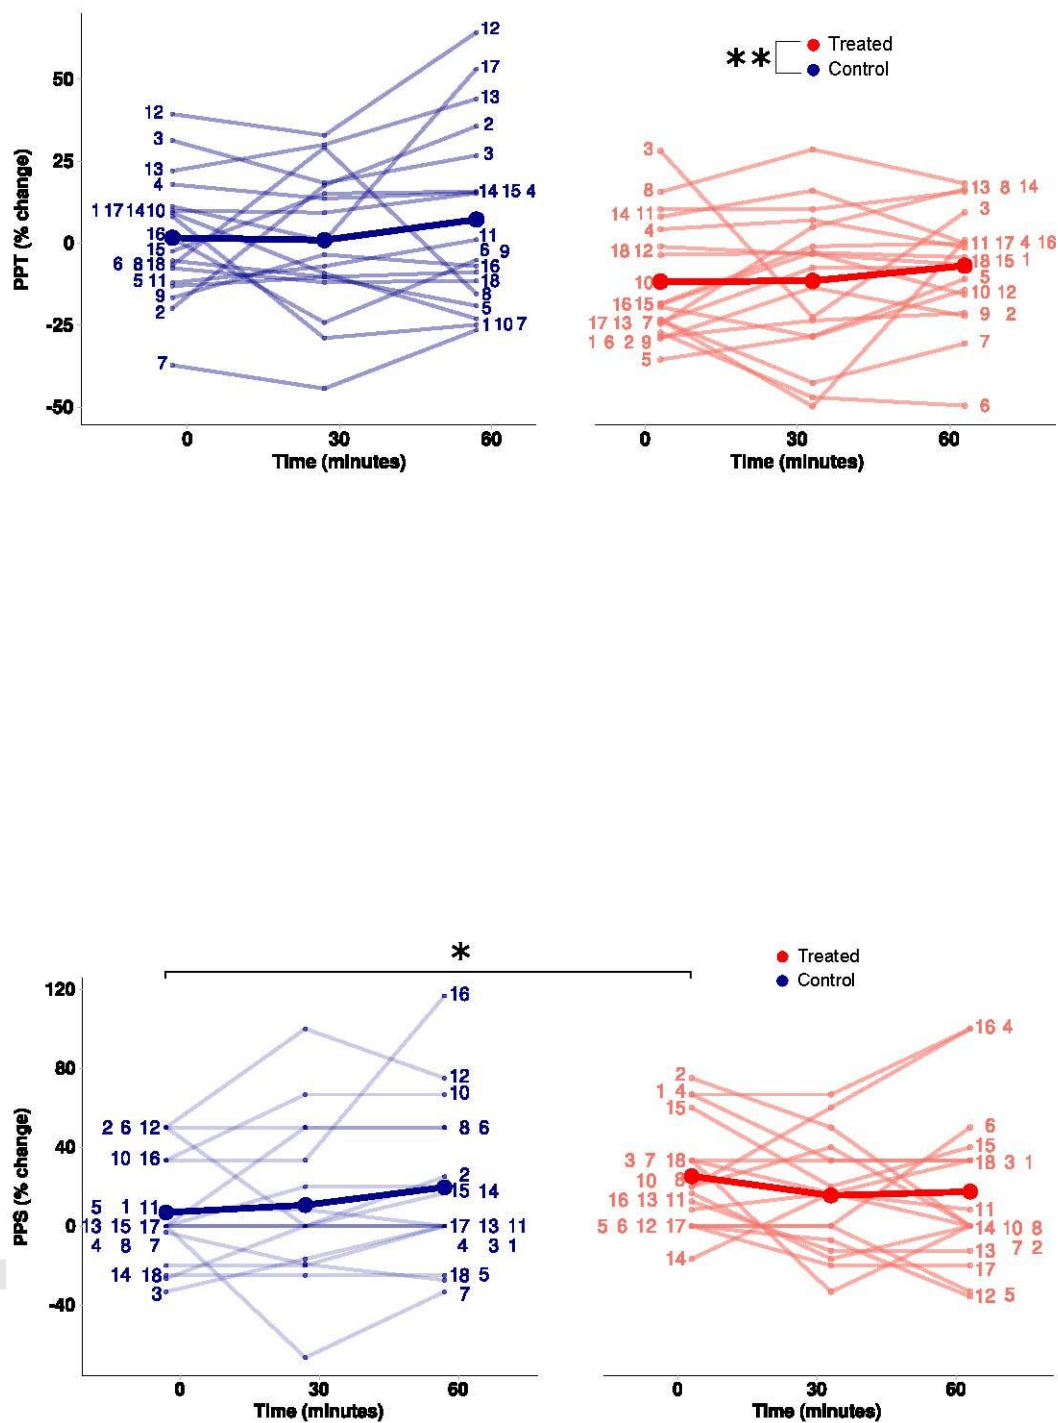 12
50
17
** Treated
Control
13
12
2
3
3
25
13
3
4
8
14 15 4
13 8 14
1 17 14 10
14 11
3
16
4
11
0
15
18 12
11 17 4 16
6 9
6 8 18
16
18 15 1
5 11
18
10
5
9
8
10 12
2
5
16 15
-25
1 10 7
17 13 7
9 2
1 6 2 9
7
7
5
-50
6
0 30 60
0 30 60
PPT (% change)
Time (minutes)
Time (minutes)
*
Treated
Control
120
16
16 4
80
12
2
10
1 4
15
2 6 12
8 6
6
40
15
10 16
3 7 18
18 3 1
2
10 8
15 14
5 1 11
16 13 11
11
0
13 15 17
17 13 11
5 6 12 17
14 10 8
4 8 7
4 3 1
13 7 2
14
14 18
18 5
17
3
7
12 5
-40
0 30 60
0 30 60
PPS (% change)
Time (minutes)
Time (minutes)